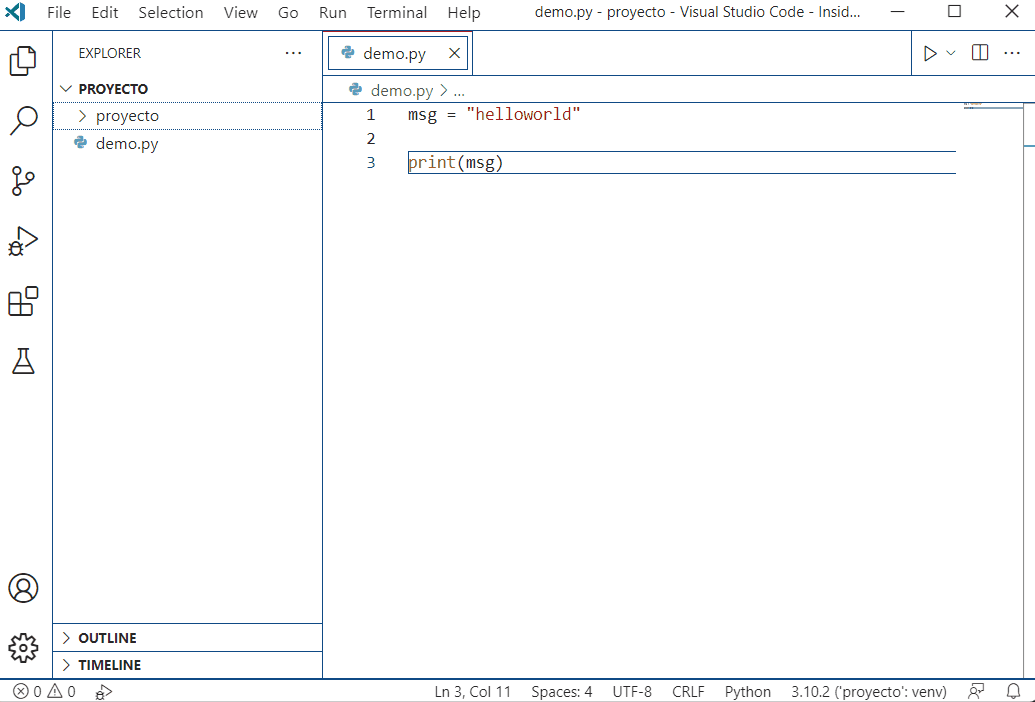 File Edit Selection View Go Run Terminal Help demo.py - proyecto - Visual Studio Code - Insid...
EXPLORER ...
PROYECTO
proyecto
demo.py
OUTLINE
TIMELINE
demo.py
demo.py > ...
1 msg = "helloworld"
2
3 print(msg)
0 0 Ln 3, Col 11 Spaces: 4 UTF-8 CRLF Python 3.10.2 ('proyecto': venv)